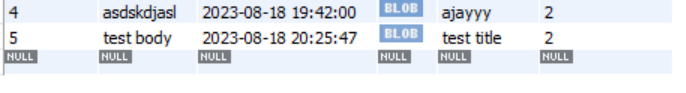 4 asdskdjasl 2023-08-18 19:42:00 BLOB ajayyy 2
5 test body 2023-08-18 20:25:47 BLOB test title 2
NULL NULL NULL NULL NULL NULL